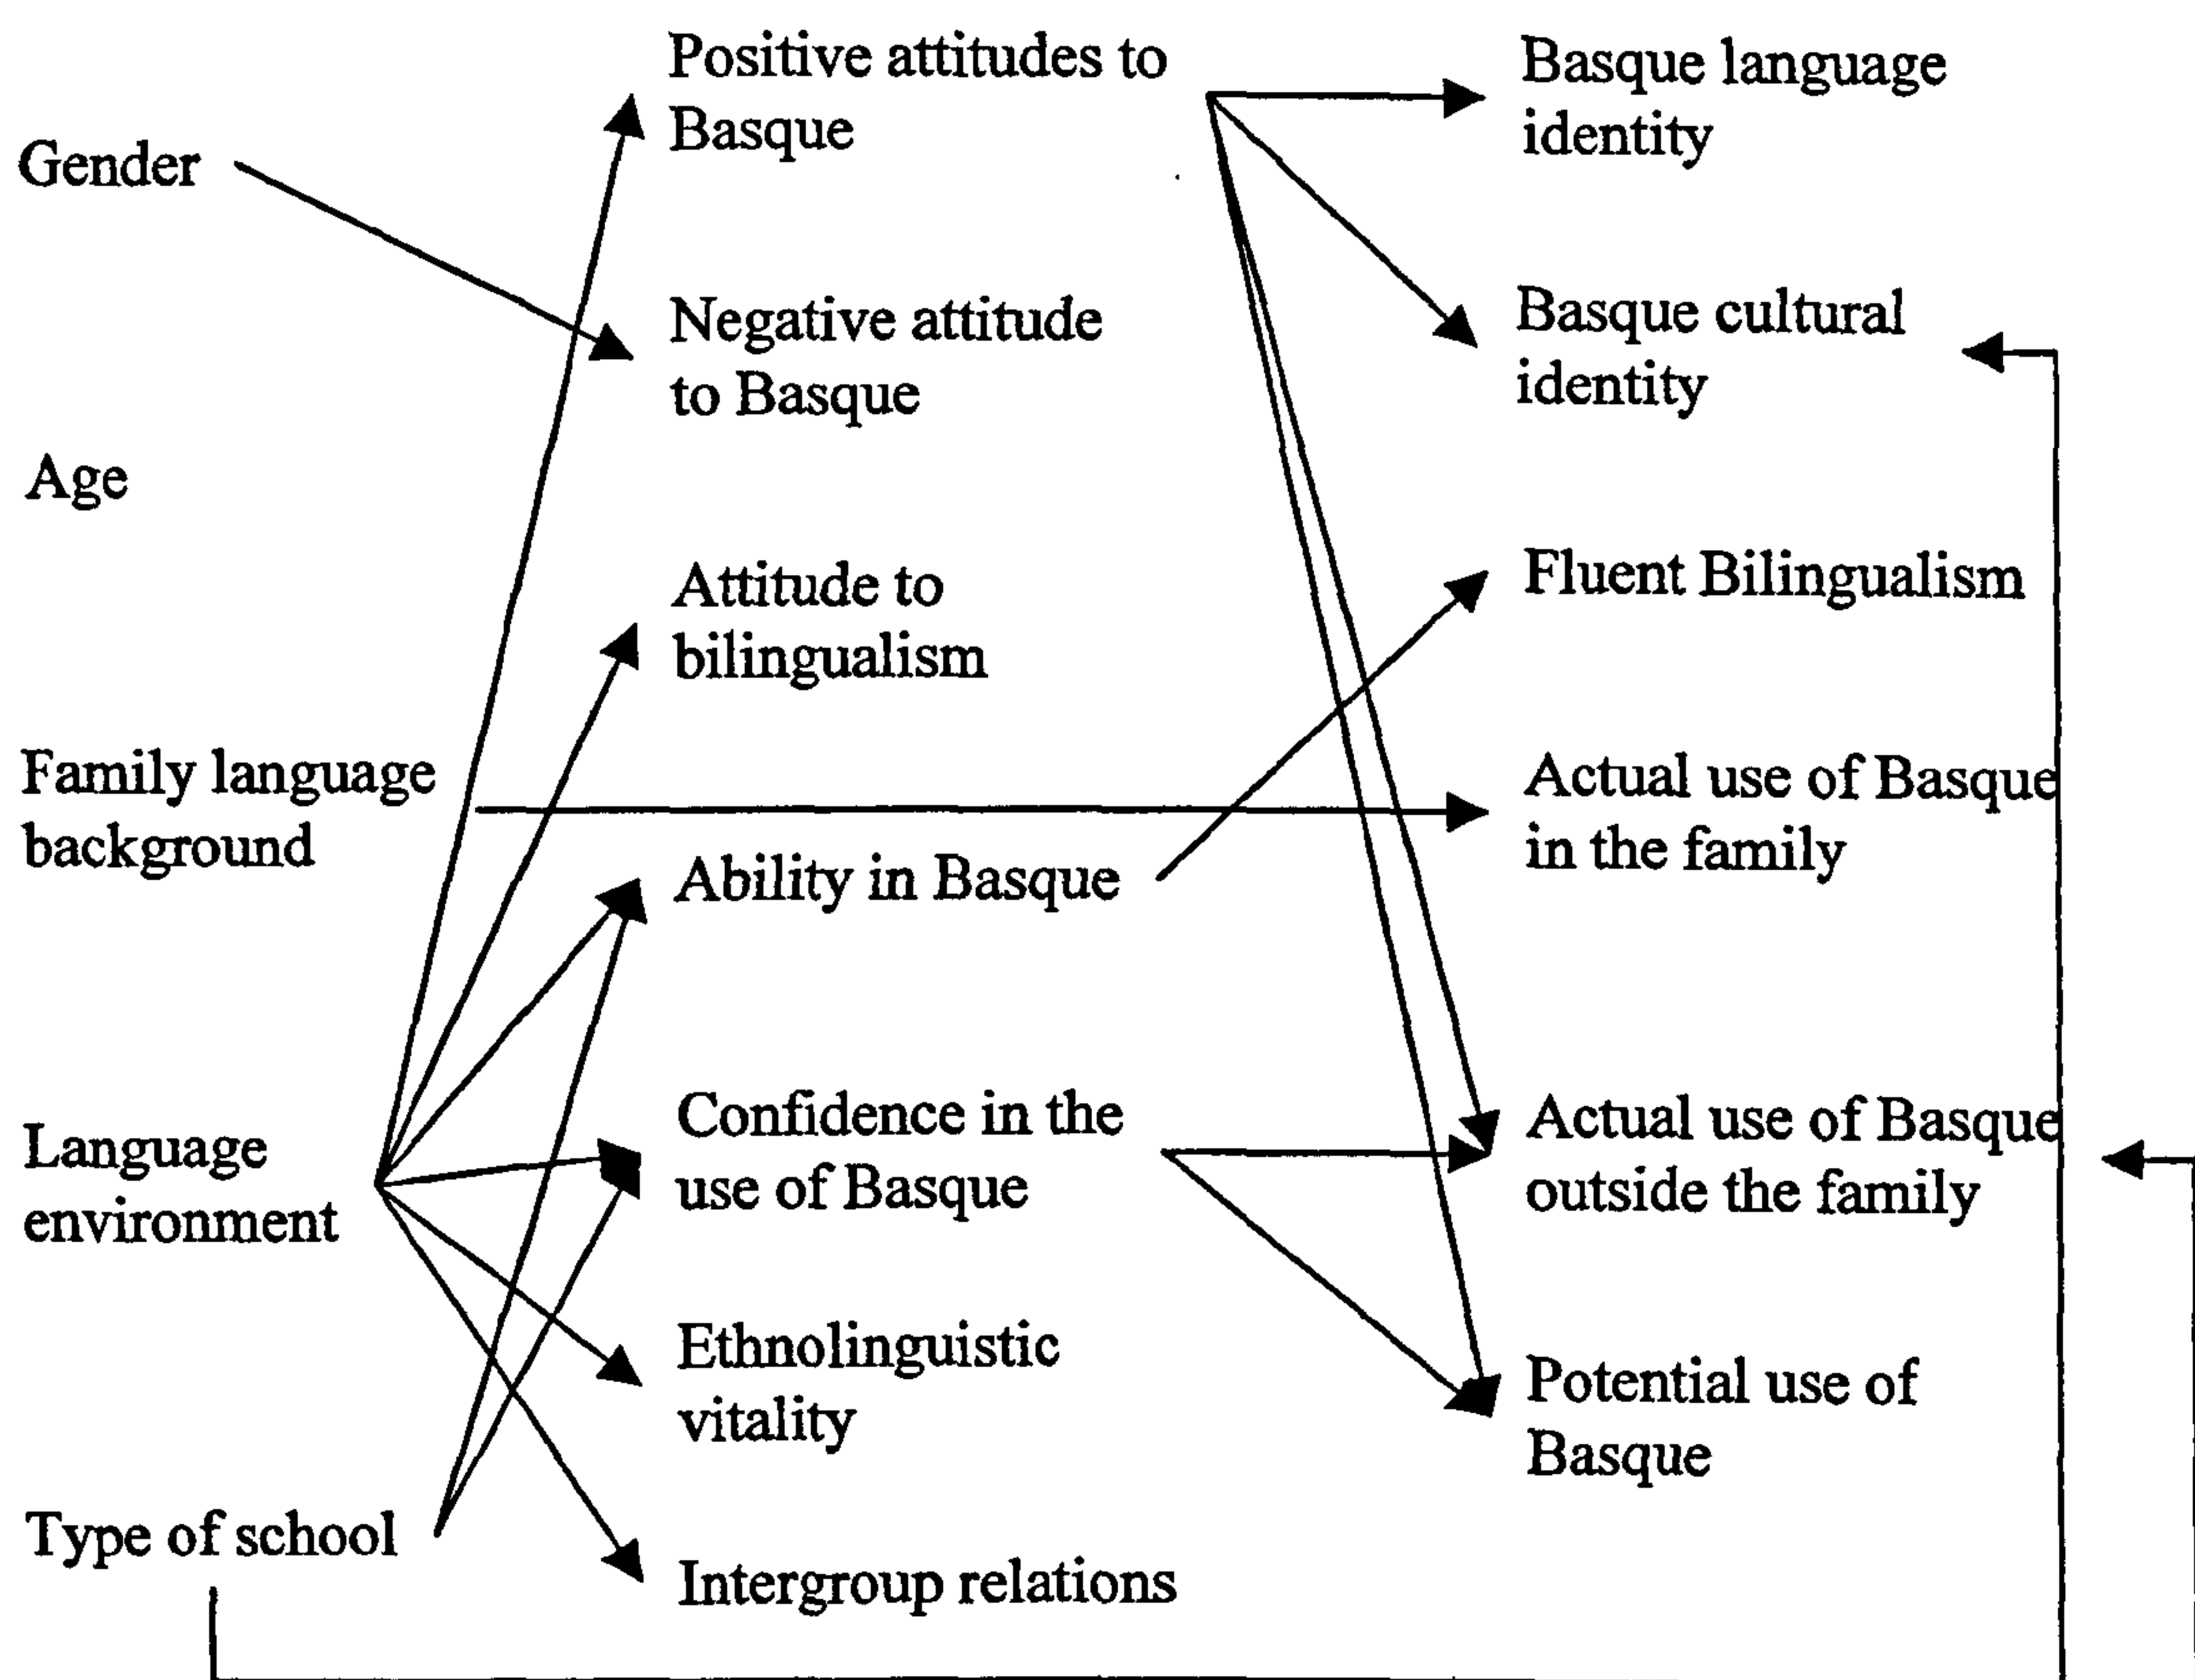 Gender
Age
Family language
background
Language
environment
Type of school
Positive attitudes to
Basque
Negative attitude
to Basque
Attitude to
bilingualism
Ability in Basque
Confidence in the
use of Basque
Ethnolinguistic
vitality
Intergroup relations
Basque language
identity
Basque cultural
identity
Fluent Bilingualism
Actual use of Basque
in the family
Actual use of Basque
outside the family
Potential use of
Basque